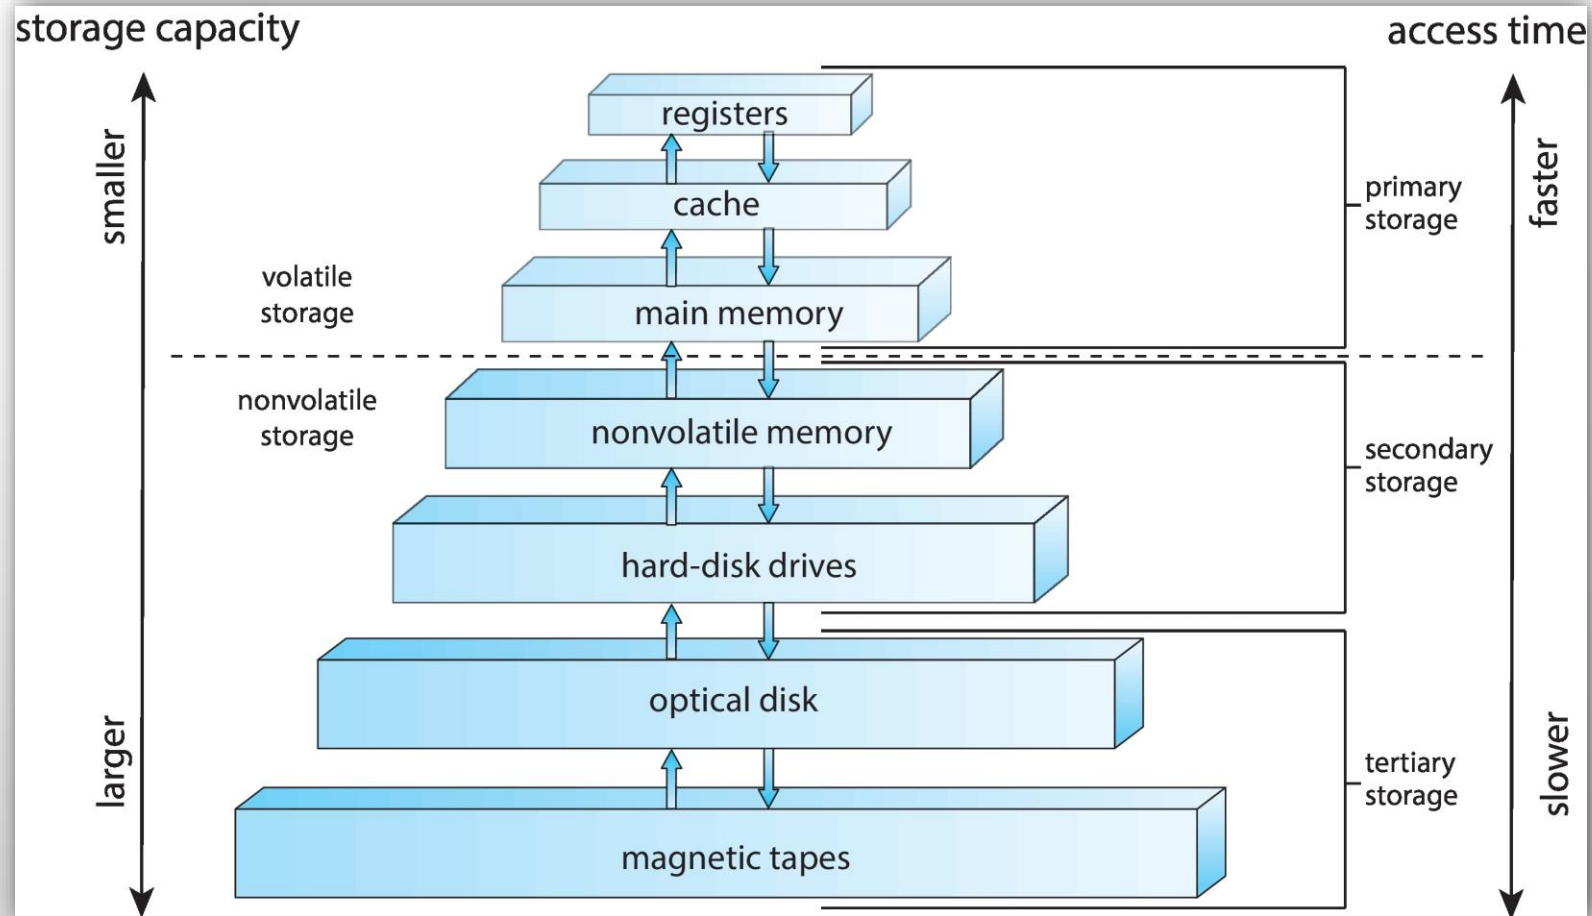 storage capacity
access time
smaller
larger
volatile
storage
nonvolatile
storage
registers
cache
main memory
nonvolatile memory
hard-disk drives
optical disk
magnetic tapes
primary
storage
secondary
storage
tertiary
storage
faster
slower